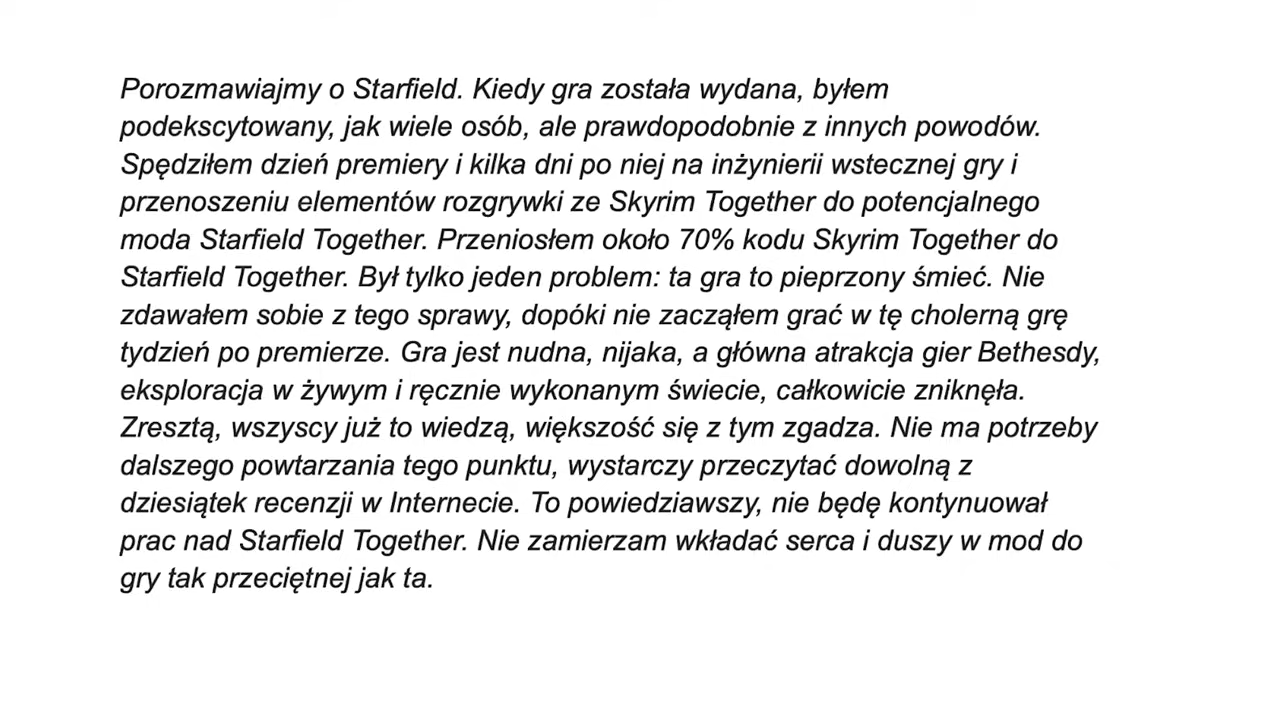 Porozmawiajmy o Starfield. Kiedy gra została wydana, byłem
podekscytowany, jak wiele osób, ale prawdopodobnie z innych powodów.
Spędziłem dzień premiery i kilka dni po niej na inżynierii wstecznej gry i
przenoszeniu elementów rozgrywki ze Skyrim Together do potencjalnego
moda Starfield Together. Przeniosłem około 70% kodu Skyrim Together do
Starfield Together. Był tylko jeden problem: ta gra to pieprzony śmieć. Nie
zdawałem sobie z tego sprawy, dopóki nie zacząłem grać w tę cholerną grę
tydzień po premierze. Gra jest nudna, nijaka, a główna atrakcja gier Bethesdy,
eksploracja w żywym i ręcznie wykonanym świecie, całkowicie zniknęła.
Zresztą, wszyscy już to wiedzą, większość się z tym zgadza. Nie ma potrzeby
dalszego powtarzania tego punktu, wystarczy przeczytać dowolną z
dziesiątek recenzji w Internecie. To powiedziawszy, nie będę kontynuował
prac nad Starfield Together. Nie zamierzam wkładać serca i duszy w mod do
gry tak przeciętnej jak ta.